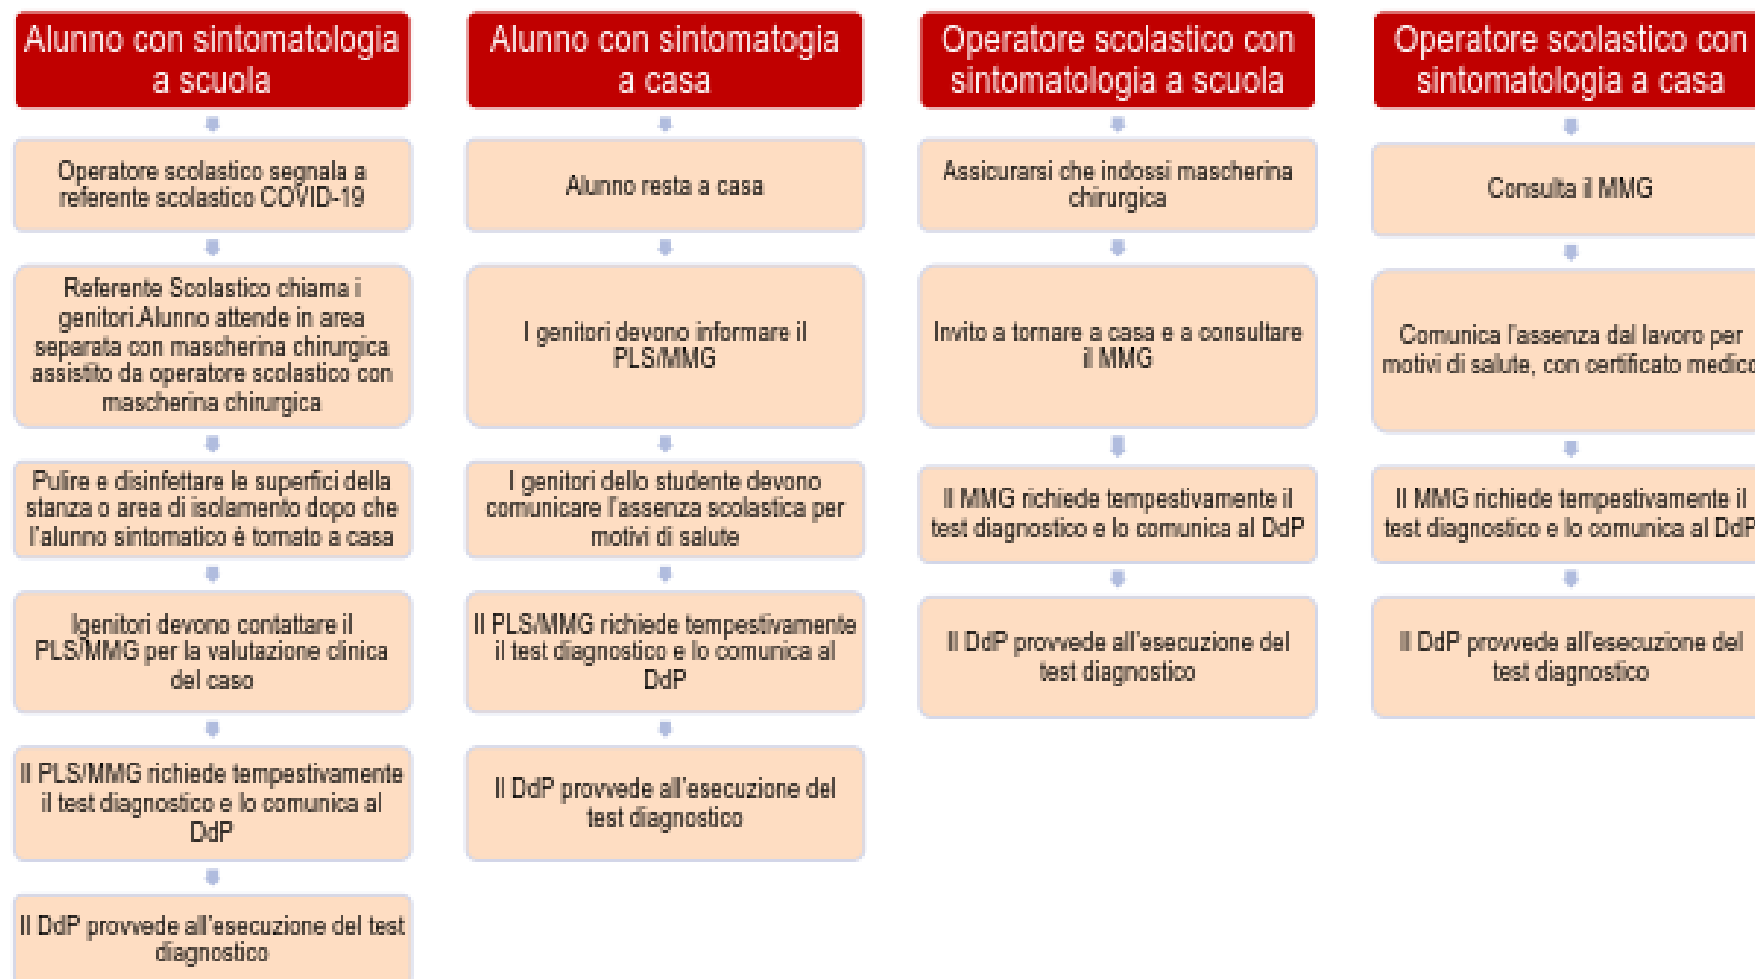 Alunno con sintomatologia
a scuola
Operatore scolastico segnala a
referente scolastico COVID-19
Referente Scolastico chiama i
genitori.Alunno attende in area
separata con mascherina chirurgica
assistito da operatore scolastico con
mascherina chirurgica
Pulire e disinfettare le superfici della
stanza o area di isolamento dopo che
l'alunno sintomatico è tornato a casa
Igenitori devono contattare il
PLS/MMG per la valutazione clinica
del caso
Il PLS/MMG richiede tempestivamente
il test diagnostico e lo comunica al
DdP
Il DdP provvede all'esecuzione del test
diagnostico
Alunno con sintomatogia
a casa
Alunno resta a casa
I genitori devono informare il
PLS/MMG
I genitori dello studente devono
comunicare l'assenza scolastica per
motivi di salute
Il PLS/MMG richiede tempestivamente
il test diagnostico e lo comunica al
DdP
Il DdP provvede all'esecuzione del
test diagnostico
Operatore scolastico con
sintomatologia a scuola
Assicurarsi che indossi mascherina
chirurgica
Invito a tornare a casa e a consultare
il MMG
Il MMG richiede tempestivamente il
test diagnostico e lo comunica al DdP
Il DdP provvede all'esecuzione del
test diagnostico
Operatore scolastico con
sintomatologia a casa
Consulta il MMG
Comunica l'assenza dal lavoro per
motivi di salute, con certificato medico
Il MMG richiede tempestivamente il
test diagnostico e lo comunica al DdP
Il DdP provvede all'esecuzione del
test diagnostico